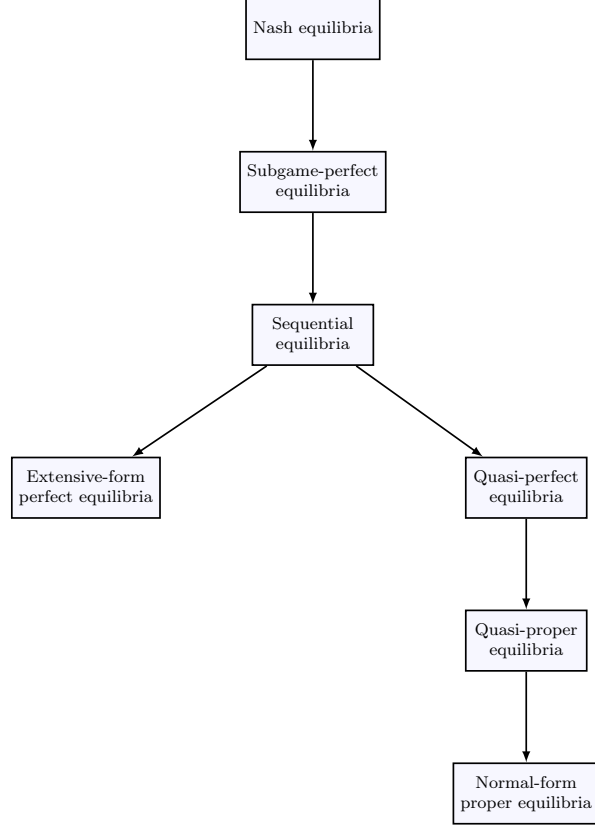 Nash equilibria
Subgame-perfect
equilibria
Sequential
equilibria
Extensive-form
perfect equilibria
Quasi-perfect
equilibria
Quasi-proper
equilibria
Normal-form
proper equilibria